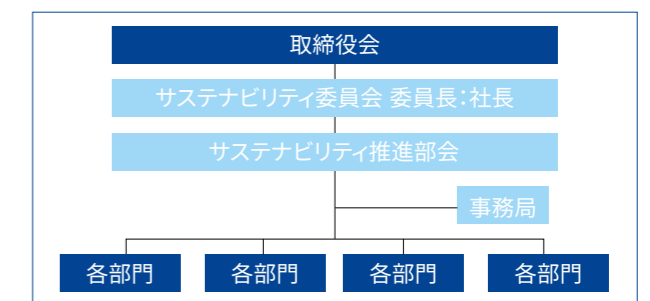 取締役会
サステナビリティ委員会 委員長：社長
サステナビリティ推進部会
事務局
各部門
各部門
各部門
各部門